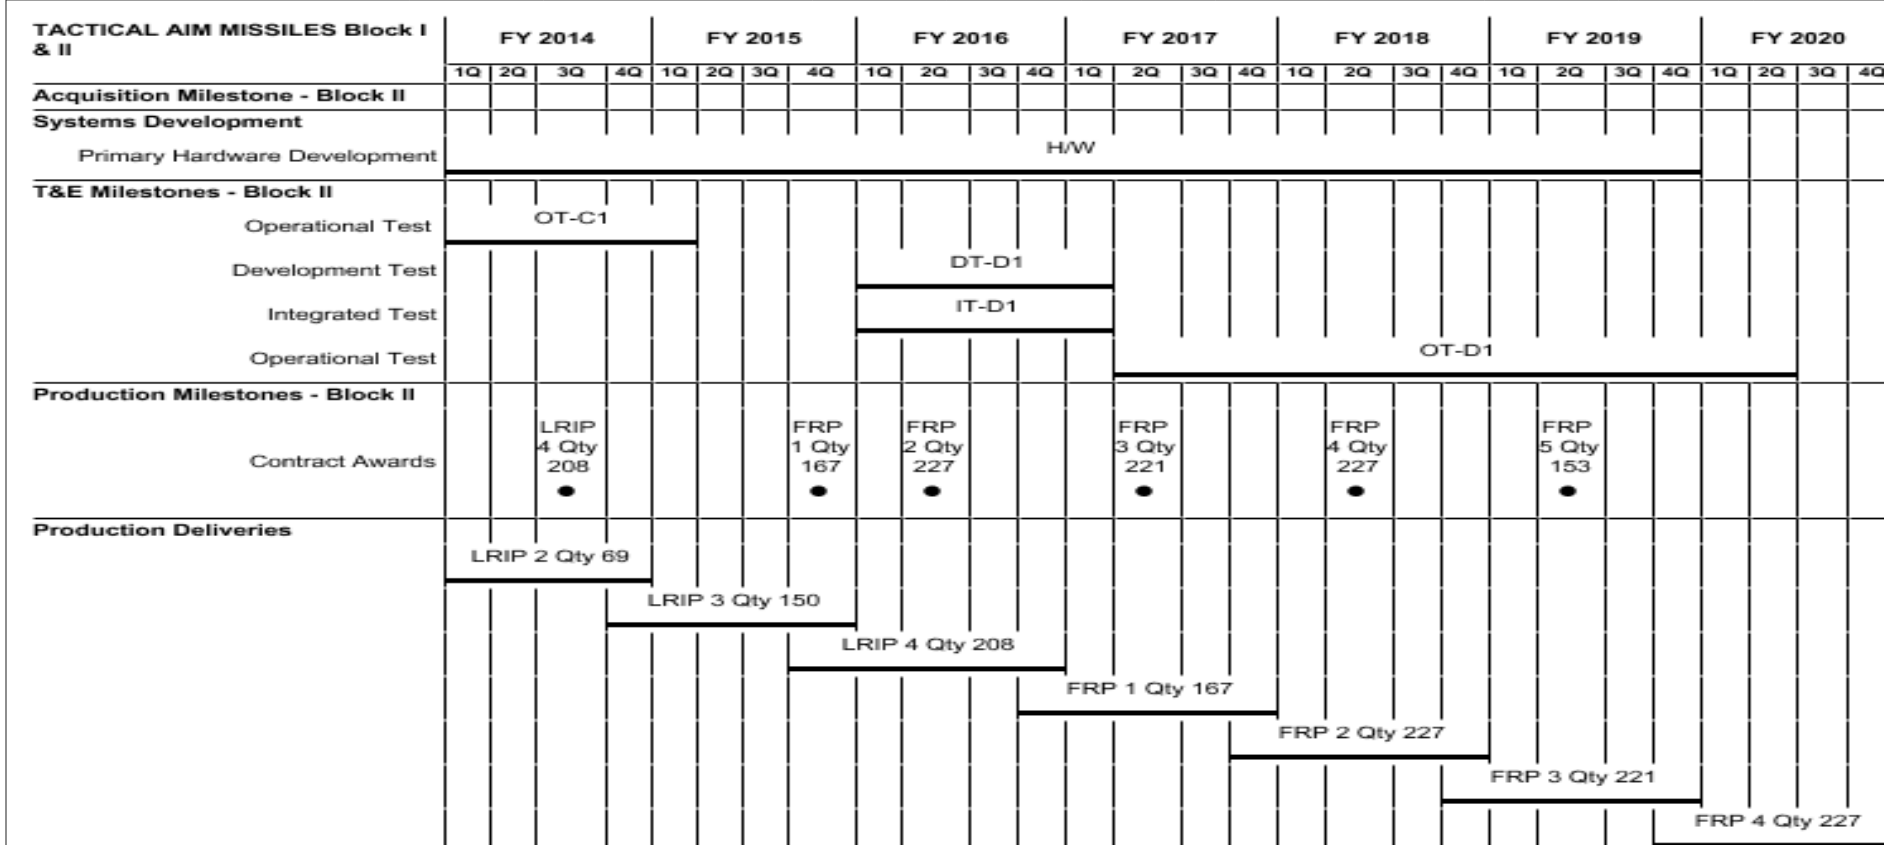 TACTICAL AIM MISSILES Block I & II
FY 2014 FY 2015 FY 2016 FY 2017 FY 2018 FY 2019 FY 2020
1Q 2Q 3Q 4Q 1Q 2Q 3Q 4Q 1Q 2Q 3Q 4Q 1Q 2Q 3Q 4Q 1Q 2Q 3Q 4Q 1Q 2Q 3Q 4Q 1Q 2Q 3Q 4Q
Acquisition Milestone - Block II
Systems Development
Primary Hardware Development H/W
T&E Milestones - Block II
Operational Test OT-C1
Development Test DT-D1
Integrated Test IT-D1
Operational Test OT-D1
Production Milestones - Block II
Contract Awards
LRIP 4 Qty 208
FRP 1 Qty 167
FRP 2 Qty 227
FRP 3 Qty 221
FRP 4 Qty 227
FRP 5 Qty 153
Production Deliveries
LRIP 2 Qty 69
LRIP 3 Qty 150
LRIP 4 Qty 208
FRP 1 Qty 167
FRP 2 Qty 227
FRP 3 Qty 221
FRP 4 Qty 227